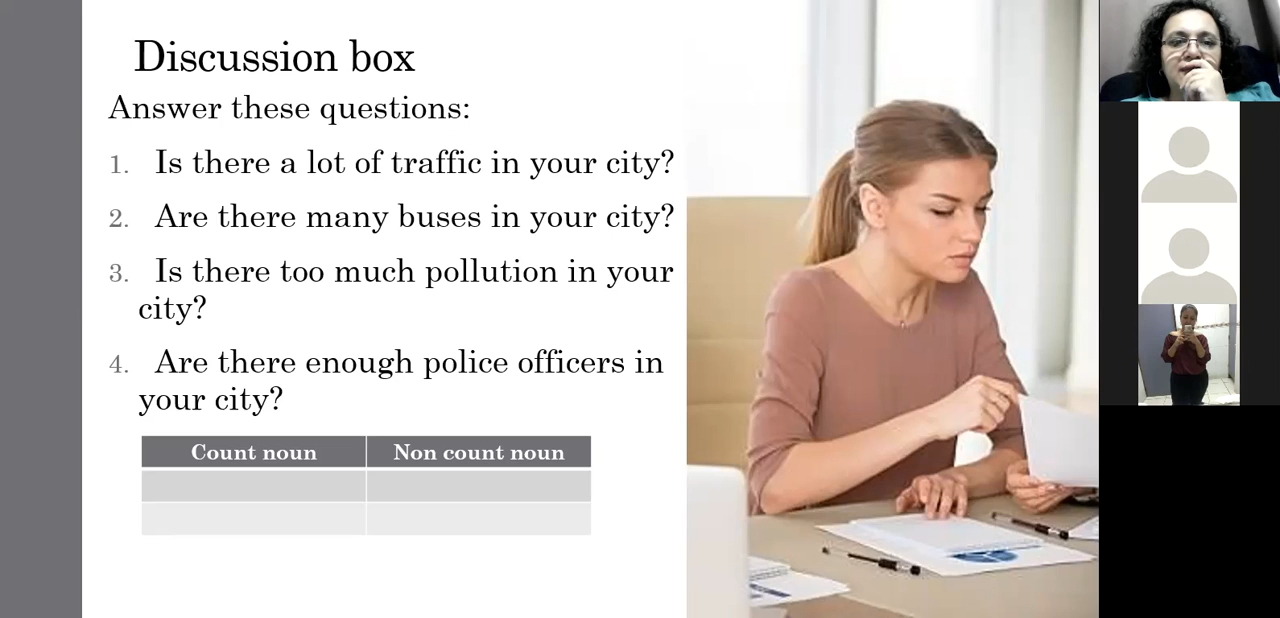 Discussion box
Answer these questions:
1. Is there a lot of traffic in your city?
2. Are there many buses in your city?
3. Is there too much pollution in your
city?
4. Are there enough police officers in
your city?
Count noun Non count noun